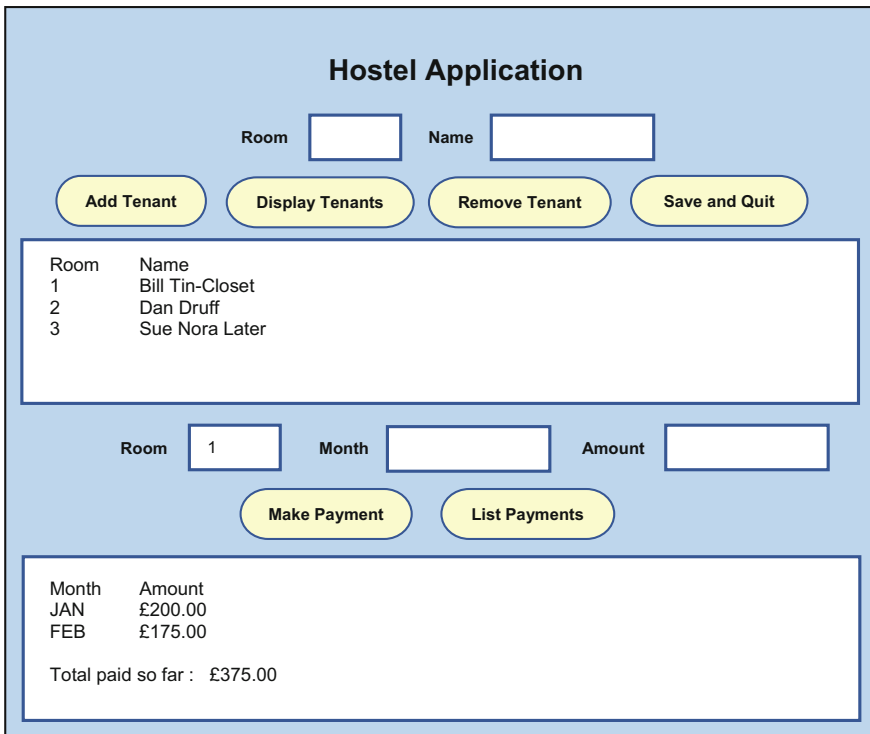 Hostel Application
Room Name
Add Tenant Display Tenants Remove Tenant Save and Quit
Room Name
1 Bill Tin-Closet
2 Dan Druff
3 Sue Nora Later
Room 1 Month Amount
Make Payment List Payments
Month Amount
JAN £200.00
FEB £175.00
Total paid so far : £375.00